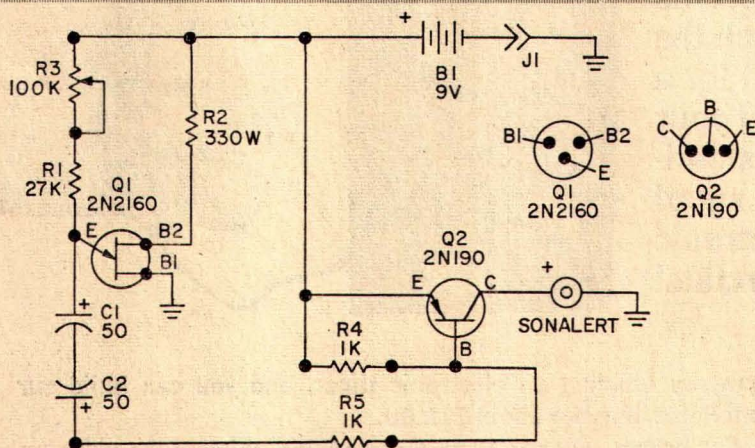 R3
100K
R2
330W
R1
27K
Q1
2N2160
E
B2
B1
+
C1
50
C2
50
+
+
B1
9V
J1
B1
B2
E
Q1
2N2160
C
B
E
Q2
2N190
Q2
2N190
E
C
B
+
SONALERT
R4
1K
R5
1K